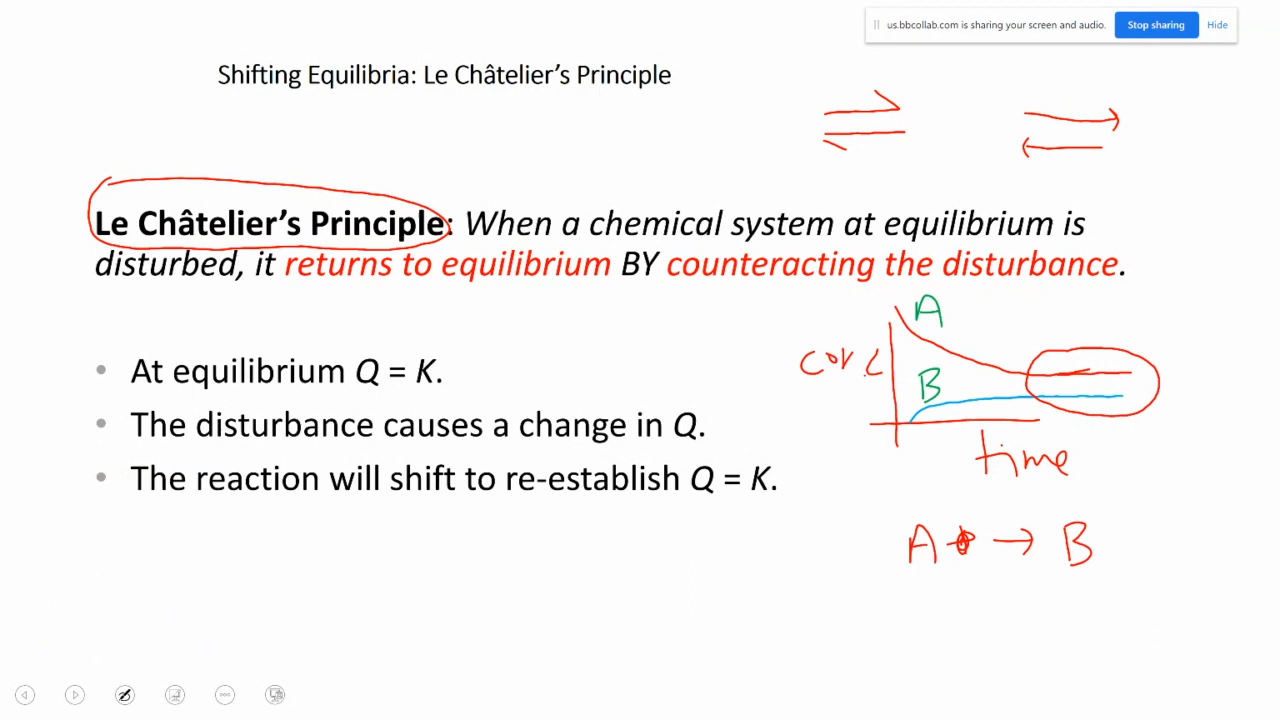 us.bbcollab.com is sharing your screen and audio. Stop sharing Hide
Shifting Equilibria: Le Châtelier's Principle
Le Châtelier's Principle: When a chemical system at equilibrium is
disturbed, it returns to equilibrium BY counteracting the disturbance.
• At equilibrium Q = K.
• The disturbance causes a change in Q.
• The reaction will shift to re-establish Q = K.
A
conc
B
time
A → B